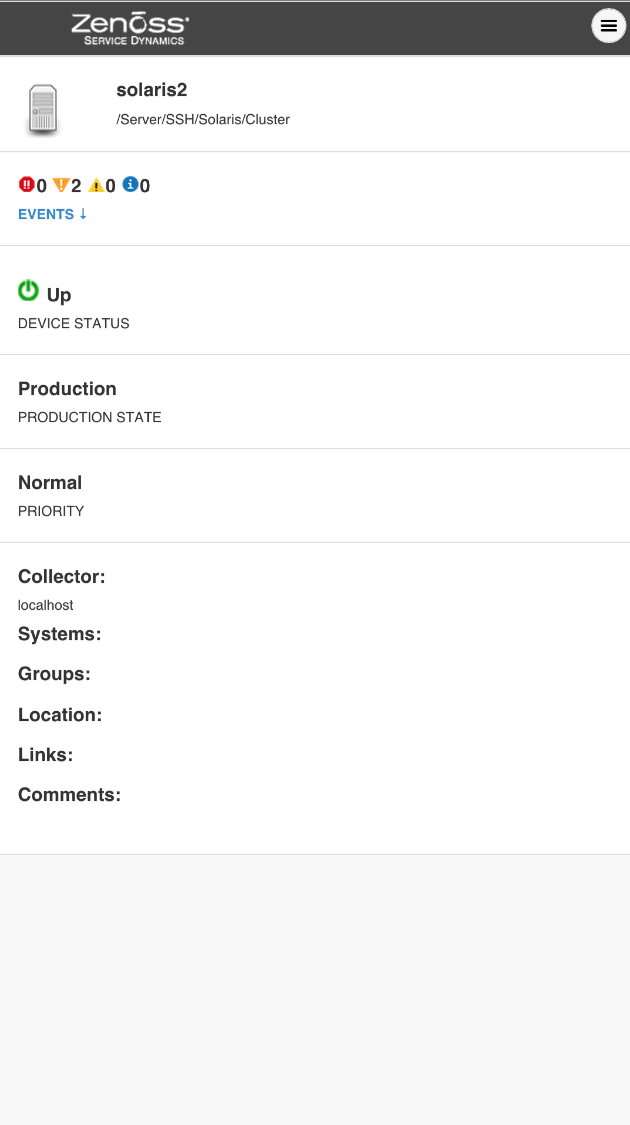 Zenoss
SERVICE DYNAMICS
solaris2
/Server/SSH/Solaris/Cluster
0 2 0 0
EVENTS ↓
Up
DEVICE STATUS
Production
PRODUCTION STATE
Normal
PRIORITY
Collector:
localhost
Systems:
Groups:
Location:
Links:
Comments: